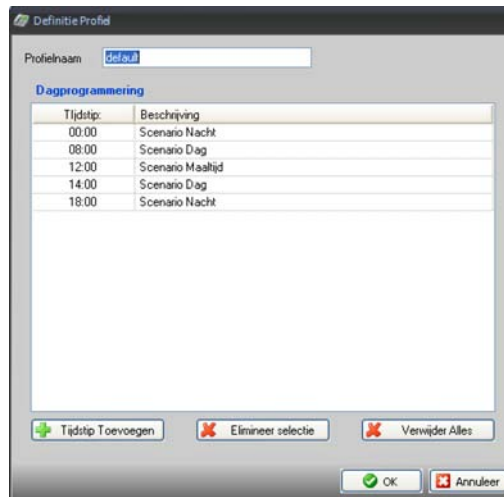 Definitie Profiel
Profielnaam default
Dagprogrammering
TIjdstip: Beschrijving
00:00 Scenario Nacht
08:00 Scenario Dag
12:00 Scenario Maaltijd
14:00 Scenario Dag
18:00 Scenario Nacht
Tijdstip Toevoegen Elimineer selectie Verwijder Alles
OK Annuleer